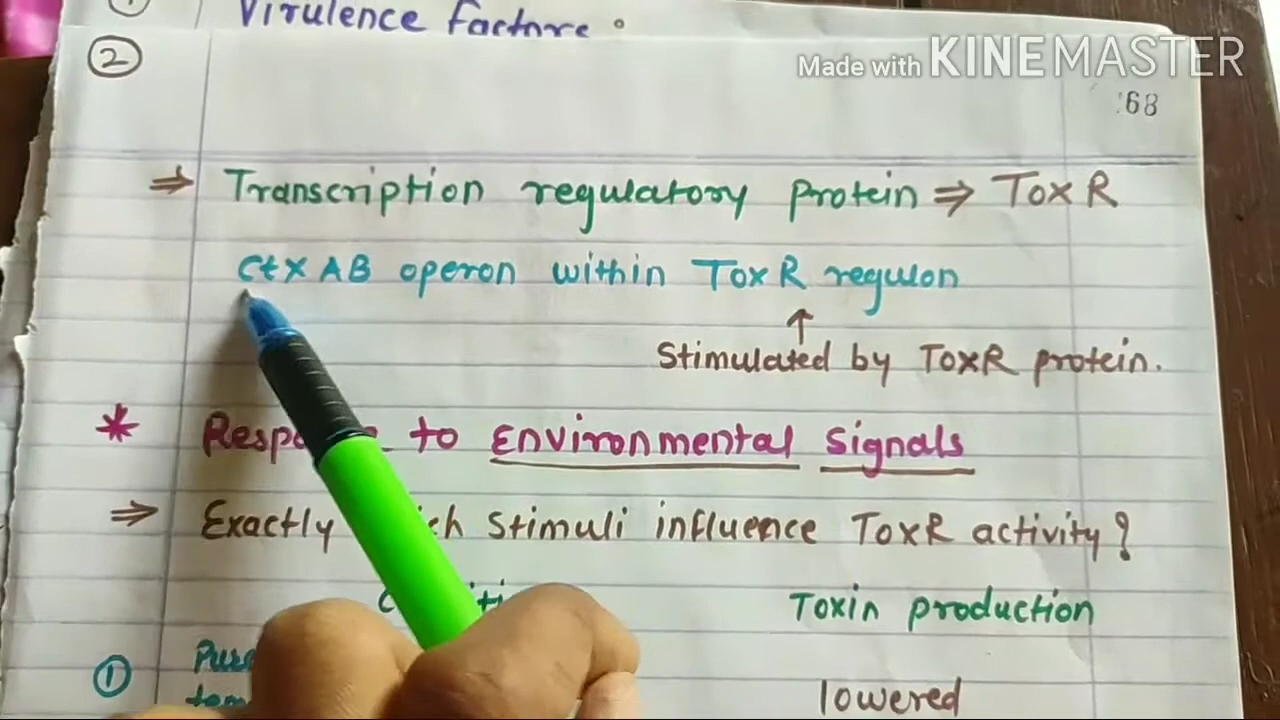 Virulence Factors
②
Made with KINEMASTER
68
⇒ Transcription regulatory protein ⇒ ToxR
CtXAB operon within ToxR regulon
↑
Stimulated by ToxR protein.
* to Environmental Signals
⇒ Exactly Stimuli influence ToxR activity?
Toxin production
①
lowered